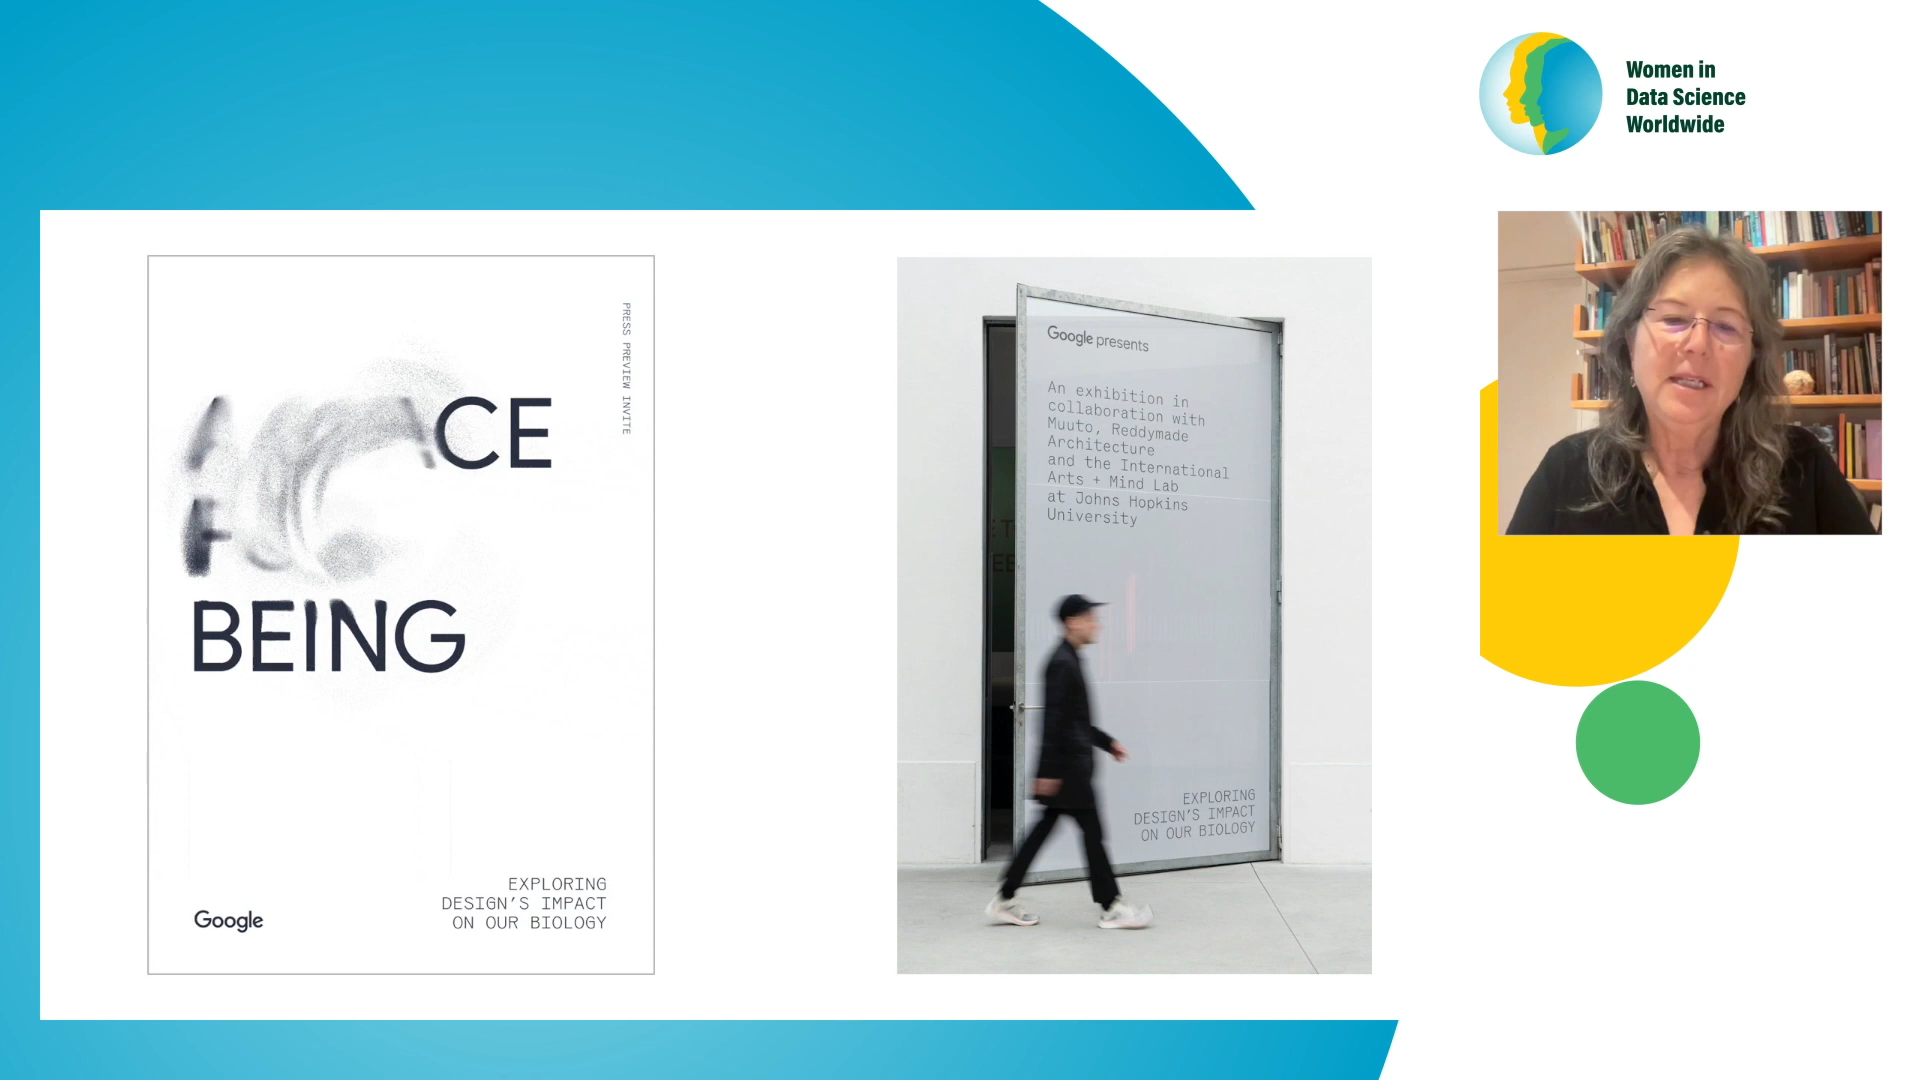 Women in
Data Science
Worldwide
PRESS PREVIEW INVITE
CE
BEING
Google
EXPLORING
DESIGN'S IMPACT
ON OUR BIOLOGY
Google presents
An exhibition in
collaboration with
Muuto, Reddymade
Architecture
and the International
Arts + Mind Lab
at Johns Hopkins
University
EXPLORING
DESIGN'S IMPACT
ON OUR BIOLOGY